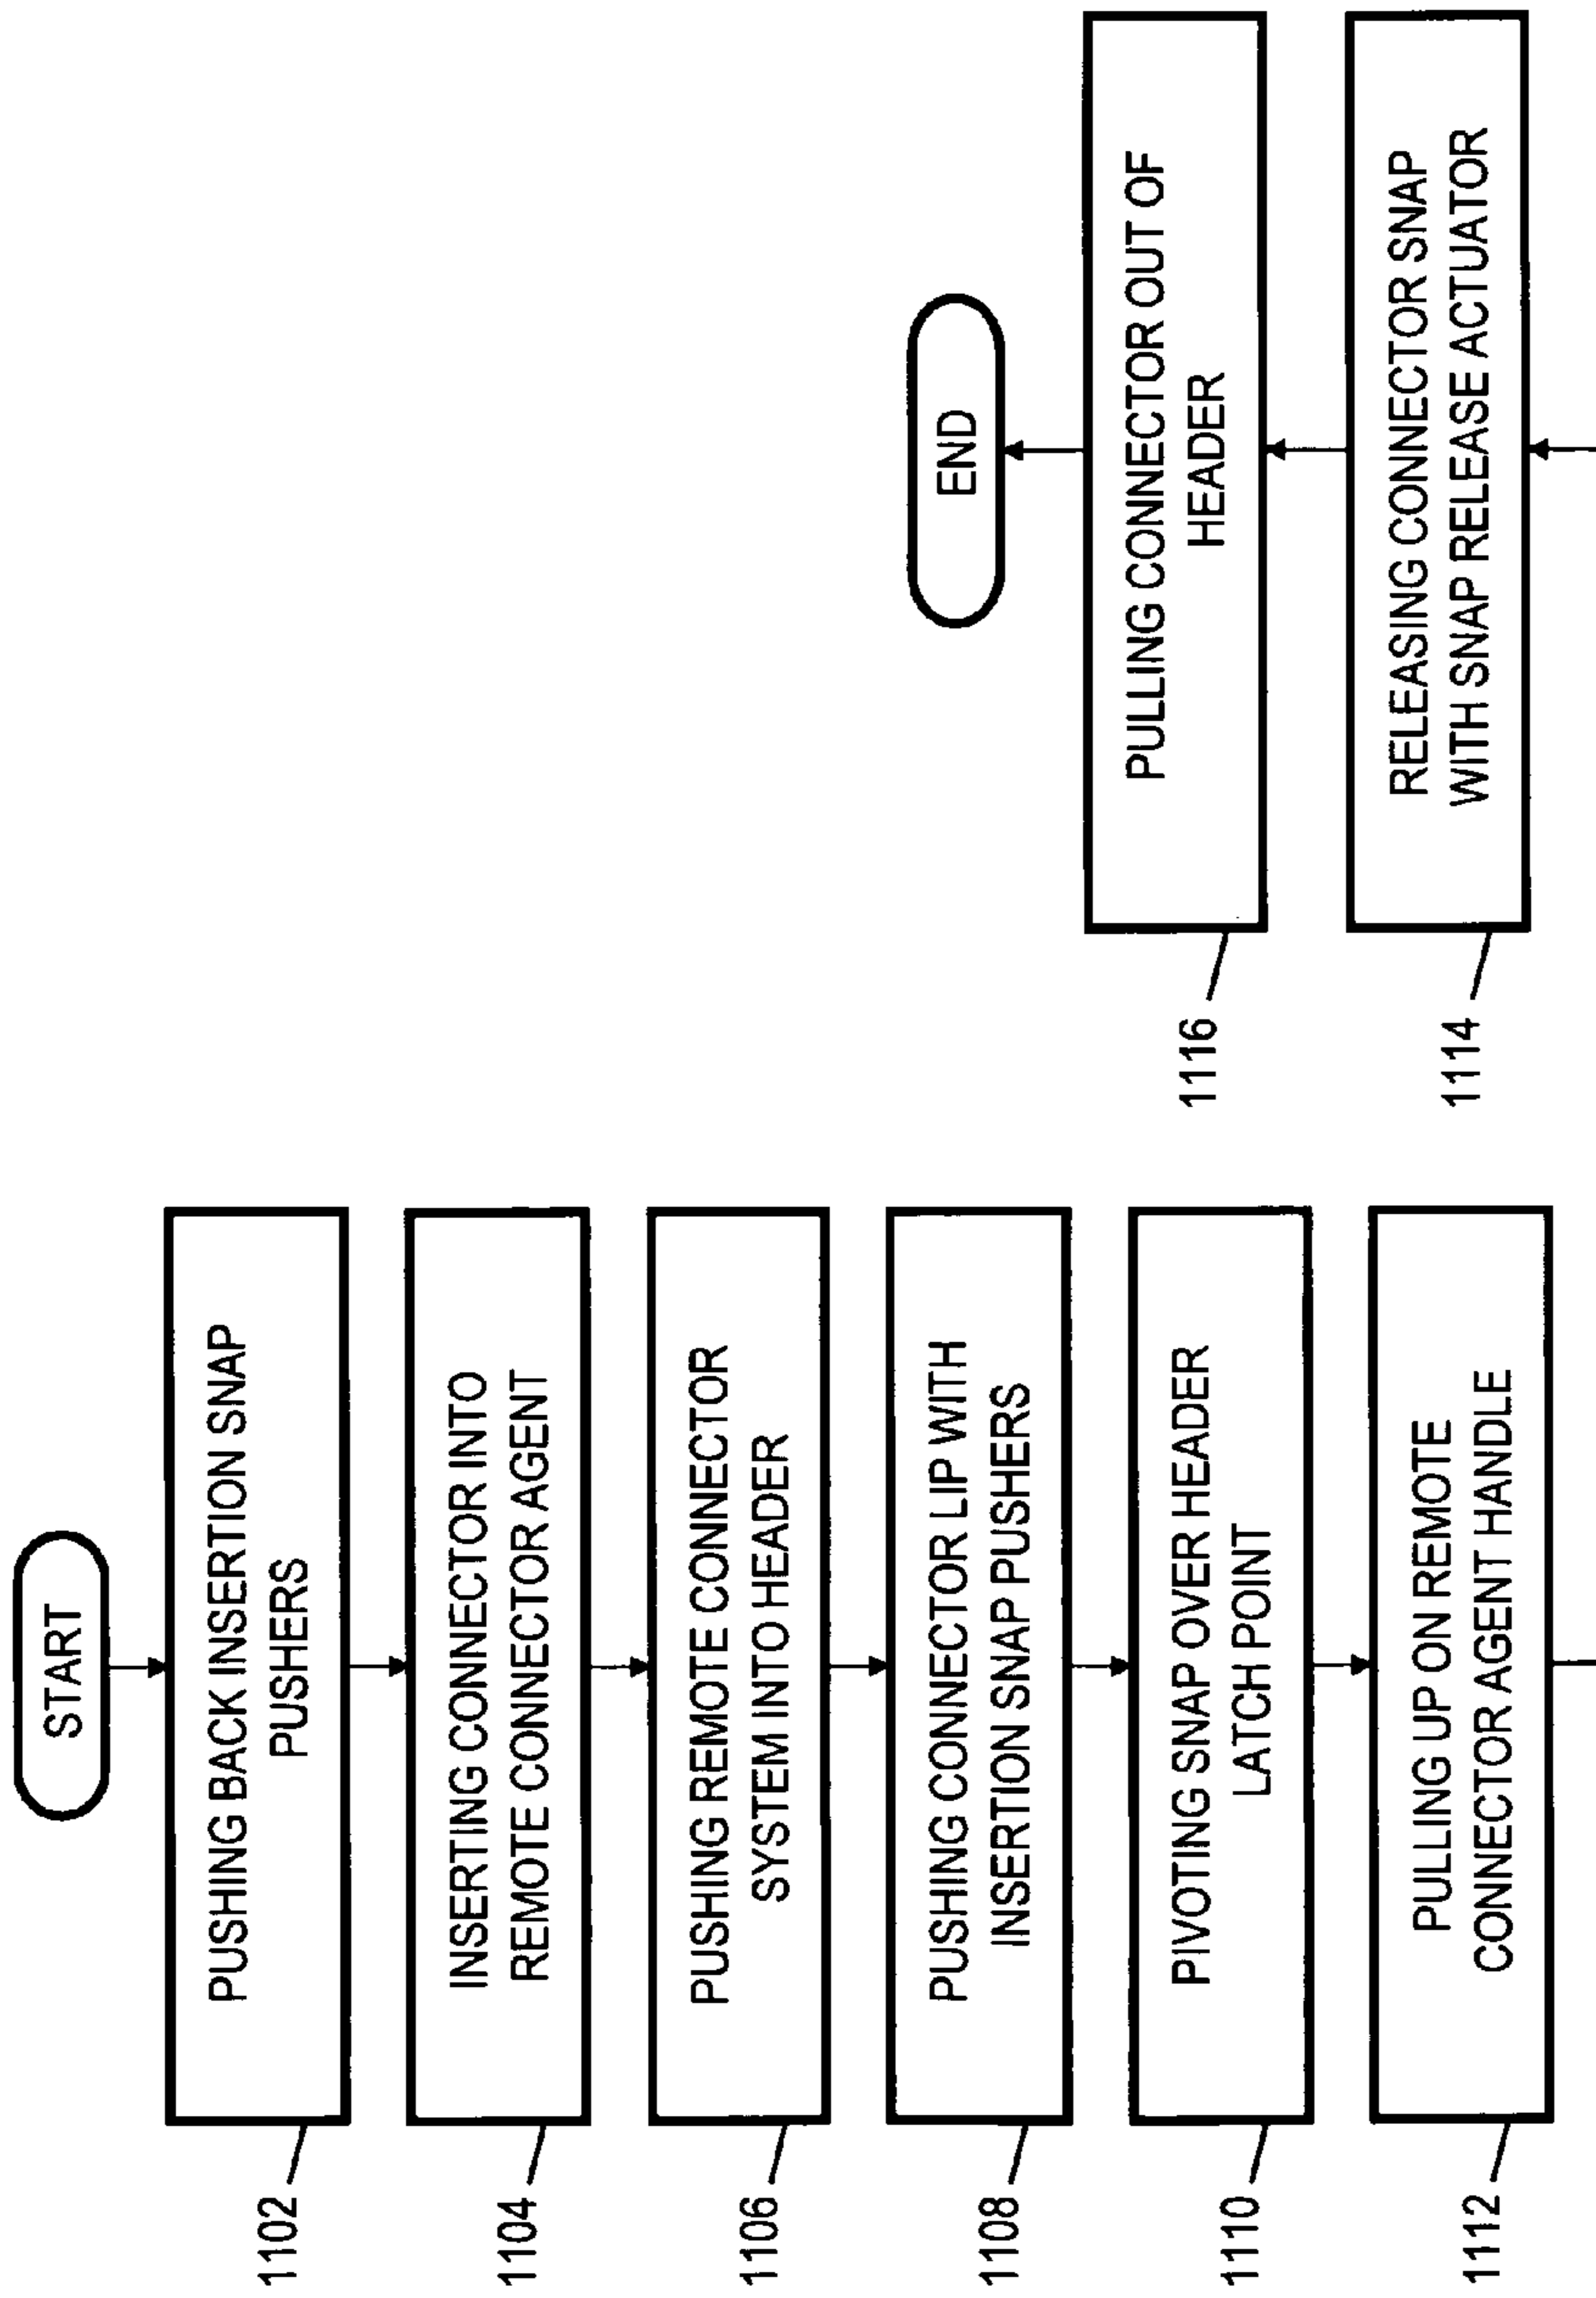 START
PUSHING BACK INSERTION SNAP
PUSHERS
1102
INSERTING CONNECTOR INTO
REMOTE CONNECTOR AGENT
1104
PUSHING REMOTE CONNECTOR
SYSTEM INTO HEADER
1106
PUSHING CONNECTOR LIP WITH
INSERTION SNAP PUSHERS
1108
PIVOTING SNAP OVER HEADER
LATCH POINT
1110
PULLING UP ON REMOTE
CONNECTOR AGENT HANDLE
1112
RELEASING CONNECTOR SNAP
WITH SNAP RELEASE ACTUATOR
1114
PULLING CONNECTOR OUT OF
HEADER
1116
END